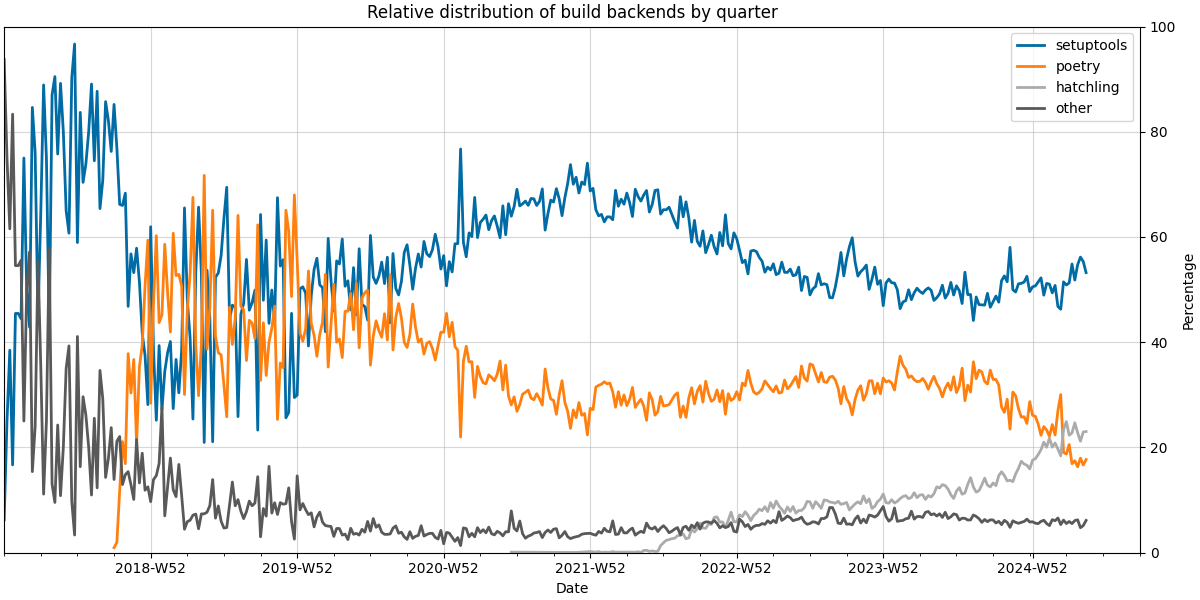 Relative distribution of build backends by quarter
setuptools
poetry
hatchling
other
100
80
60
40
20
0
Percentage
2018-W52
2019-W52
2020-W52
2021-W52
2022-W52
2023-W52
2024-W52
Date